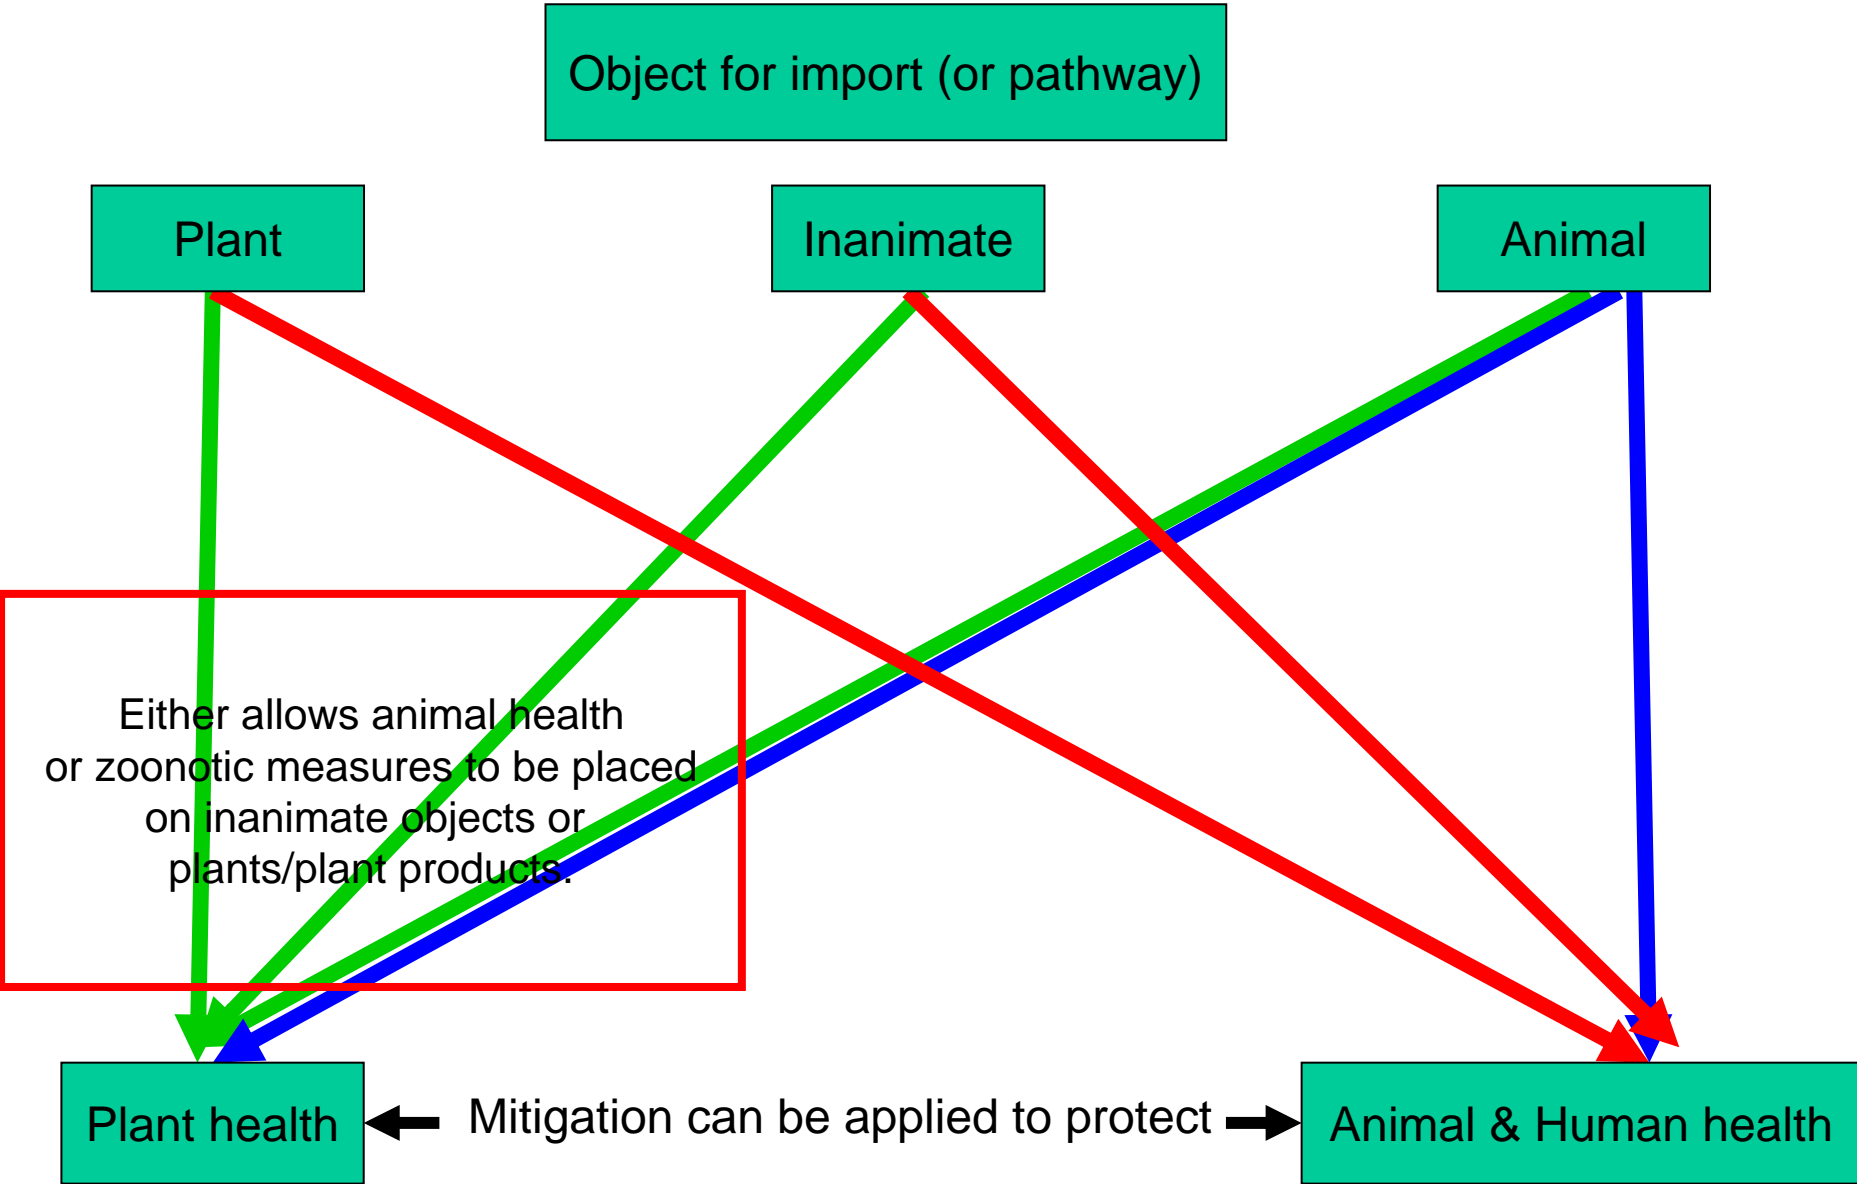 Object for import (or pathway)
Plant
Inanimate
Animal
Either allows animal health
or zoonotic measures to be placed
on inanimate objects or
plants/plant products.
Plant health
Mitigation can be applied to protect
Animal & Human health